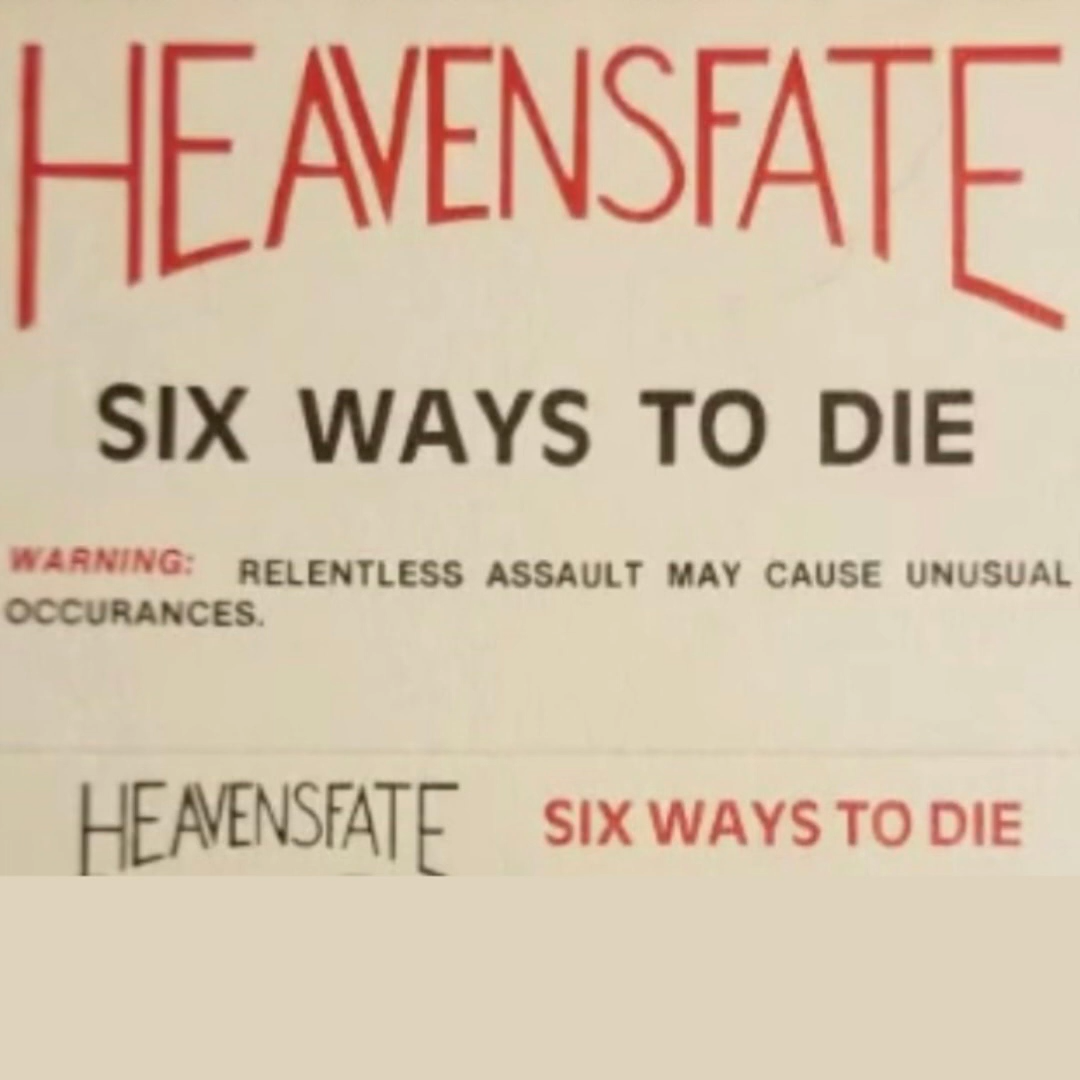 HEAVENSFATE
SIX WAYS TO DIE
WARNING: RELENTLESS ASSAULT MAY CAUSE UNUSUAL
OCCURANCES.
HEAVENSFATE SIX WAYS TO DIE